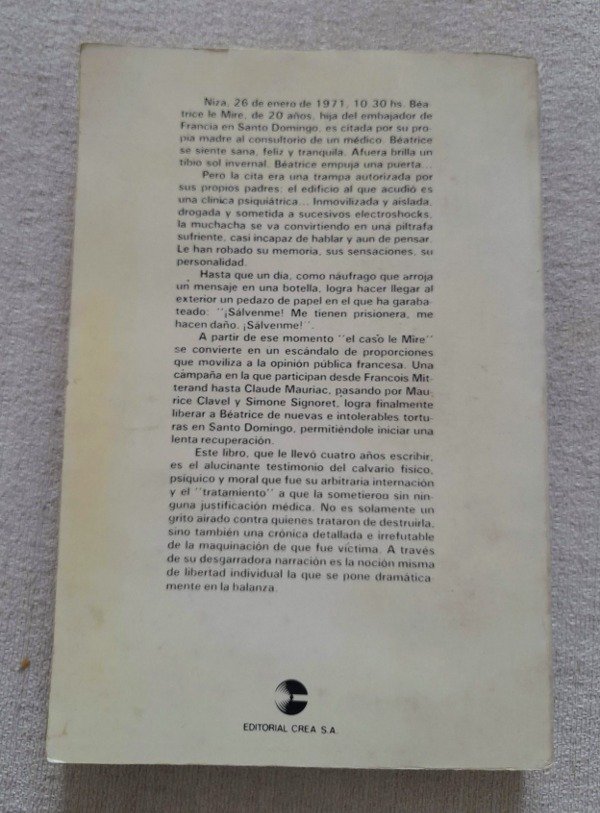 Niza, 26 de enero de 1971, 10 30 hs. Béa-
trice le Mire, de 20 años, hija del embajador de
Francia en Santo Domingo, es citada por su pro-
pia madre al consultorio de un médico. Béatrice
se siente sana, feliz y tranquila. Afuera brilla un
tibio sol invernal. Béatrice empuja una puerta...
Pero la cita era una trampa autorizada por
sus propios padres: el edificio al que acudió es
una clínica psiquiátrica... Inmovilizada y aislada,
drogada y sometida a sucesivos electroshocks,
la muchacha se va convirtiendo en una piltrafa
sufriente, casi incapaz de hablar y aun de pensar.
Le han robado su memoria, sus sensaciones, su
personalidad.
Hasta que un día, como náufrago que arroja
un mensaje en una botella, logra hacer llegar al
exterior un pedazo de papel en el que ha garaba-
teado: "¡Sálvenme! Me tienen prisionera, me
hacen daño. ¡Sálvenme!".
A partir de ese momento "el caso le Mire"
se convierte en un escándalo de proporciones
que moviliza a la opinión pública francesa. Una
campaña en la que participan desde Francois Mit-
terand hasta Claude Mauriac, pasando por Mau-
rice Clavel y Simone Signoret, logra finalmente
liberar a Béatrice de nuevas e intolerables tortu-
ras en Santo Domingo, permitiéndole iniciar una
lenta recuperación.
Este libro, que le llevó cuatro años escribir,
es el alucinante testimonio del calvario físico,
psíquico y moral que fue su arbitraria internación
y el "tratamiento" a que la sometieron sin nin-
guna justificación médica. No es solamente un
grito airado contra quienes trataron de destruirla,
sino también una crónica detallada e irrefutable
de la maquinación de que fue víctima. A través
de su desgarradora narración es la noción misma
de libertad individual la que se pone dramática
mente en la balanza.
EDITORIAL CREA S.A.